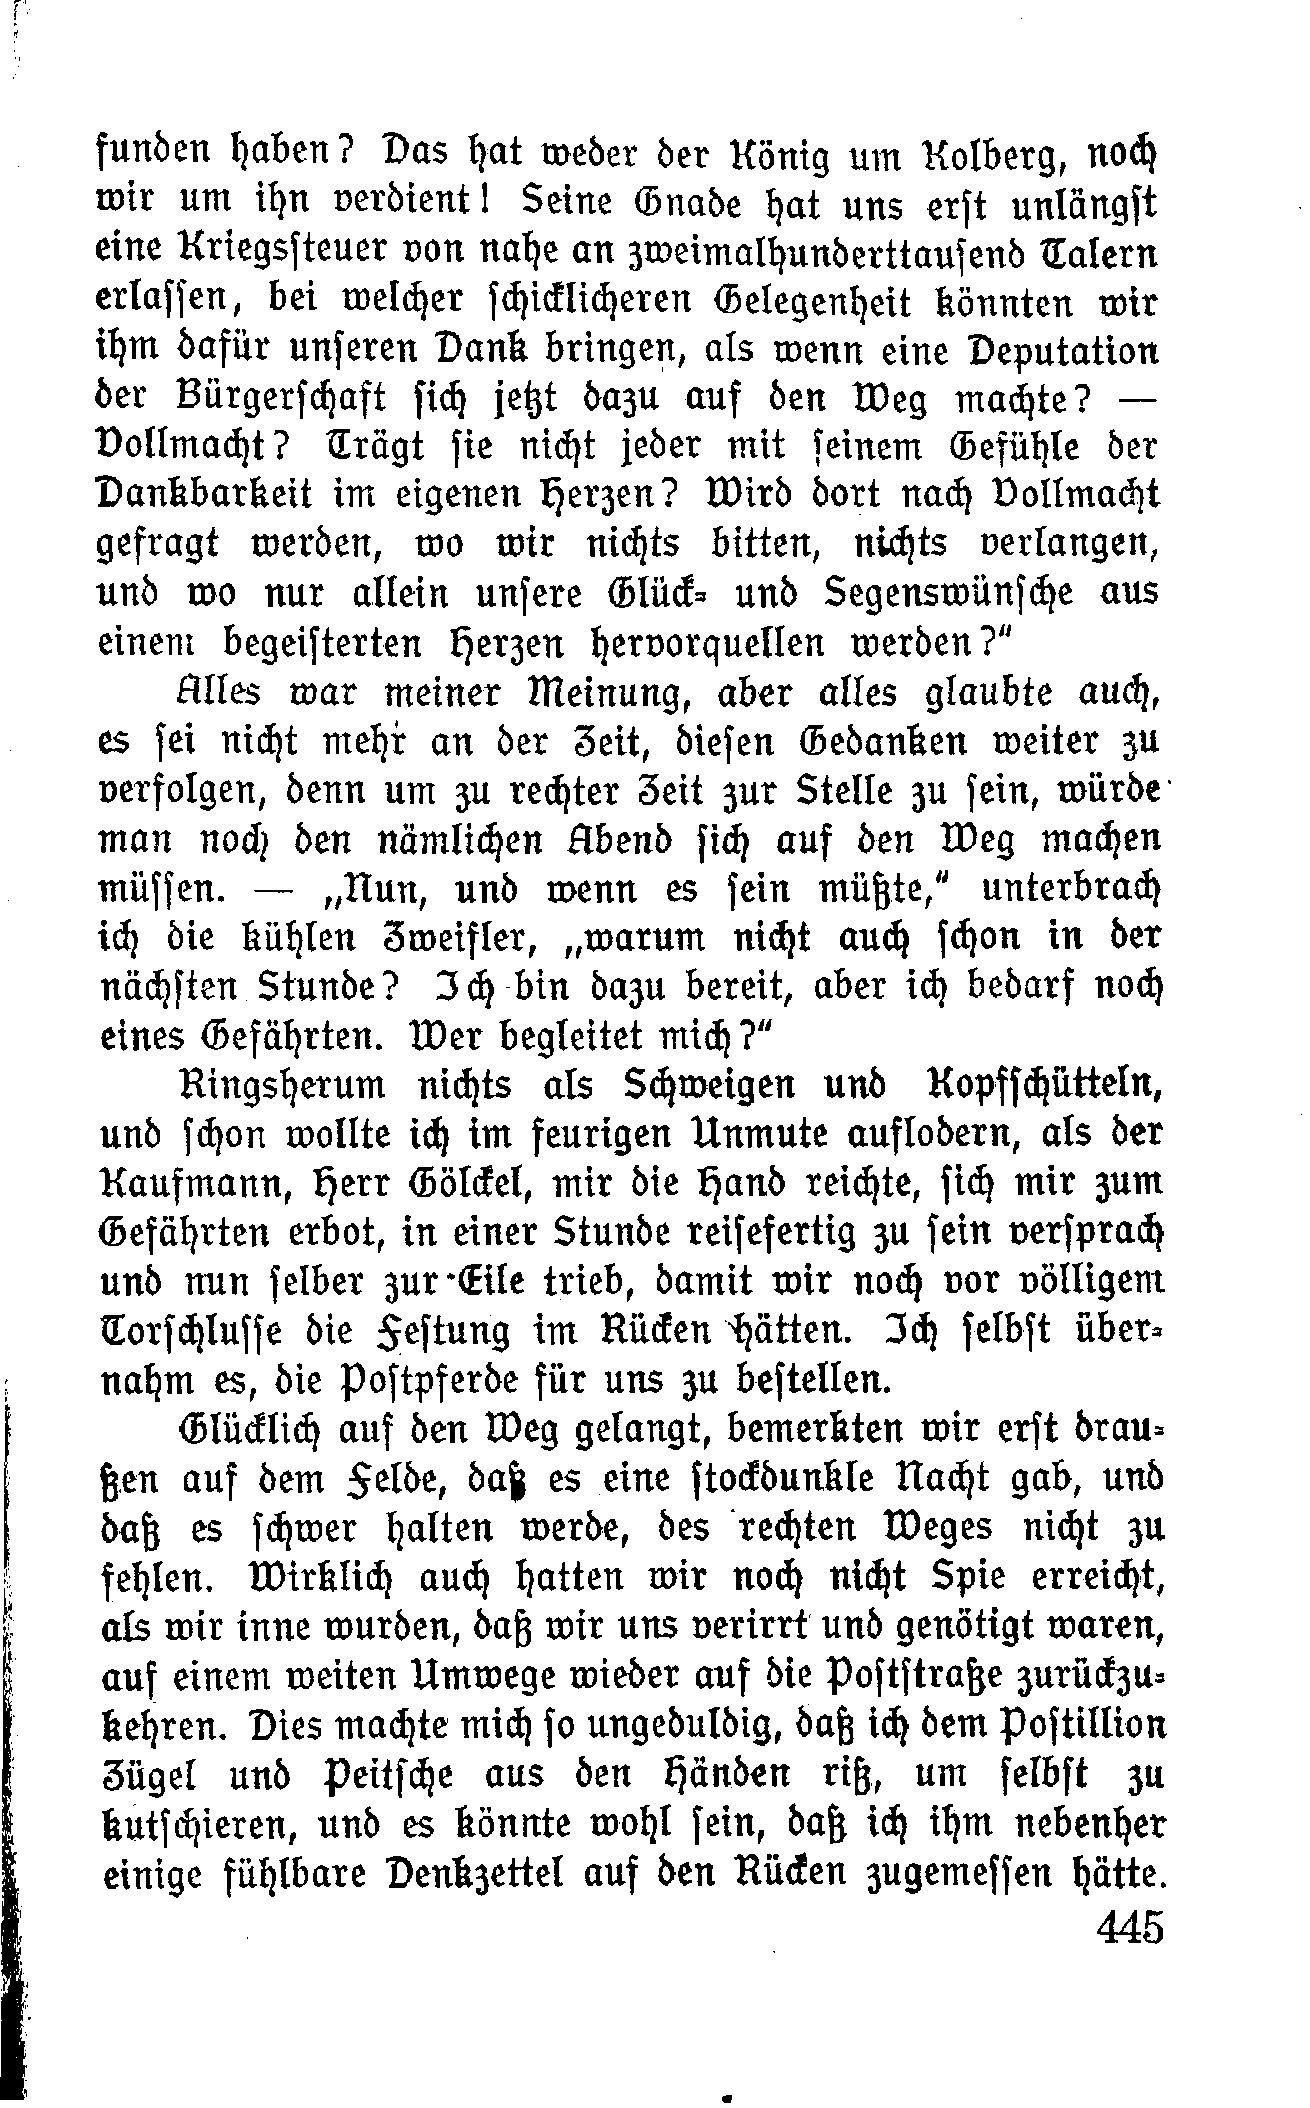 funden haben? Das hat weder der König um Kolberg, noch
wir um ihn verdient! Seine Gnade hat uns erst unlängst
eine Kriegssteuer von nahe an zweimalhunderttausend Talern
erlassen, bei welcher schicklicheren Gelegenheit könnten wir
ihm dafür unseren Dank bringen, als wenn eine Deputation
der Bürgerschaft sich jetzt dazu auf den Weg machte? —
Vollmacht? Trägt sie nicht jeder mit seinem Gefühle der
Dankbarkeit im eigenen Herzen? Wird dort nach Vollmacht
gefragt werden, wo wir nichts bitten, nichts verlangen,
und wo nur allein unsere Glück- und Segenswünsche aus
einem begeisterten Herzen hervorquellen werden?"
Alles war meiner Meinung, aber alles glaubte auch,
es sei nicht mehr an der Zeit, diesen Gedanken weiter zu
verfolgen, denn um zu rechter Zeit zur Stelle zu sein, würde
man noch den nämlichen Abend sich auf den Weg machen
müssen. — „Nun, und wenn es sein müßte," unterbrach
ich die kühlen Zweifler, „warum nicht auch schon in der
nächsten Stunde? Ich bin dazu bereit, aber ich bedarf noch
eines Gefährten. Wer begleitet mich?"
Ringsherum nichts als Schweigen und Kopfschütteln,
und schon wollte ich im feurigen Unmute auflodern, als der
Kaufmann, Herr Gölckel, mir die Hand reichte, sich mir zum
Gefährten erbot, in einer Stunde reisefertig zu sein versprach
und nun selber zur Eile trieb, damit wir noch vor völligem
Torschlusse die Festung im Rücken hätten. Ich selbst über-
nahm es, die Postpferde für uns zu bestellen.
Glücklich auf den Weg gelangt, bemerkten wir erst drau-
ßen auf dem Felde, daß es eine stockdunkle Nacht gab, und
daß es schwer halten werde, des rechten Weges nicht zu
fehlen. Wirklich auch hatten wir noch nicht Spie erreicht,
als wir inne wurden, daß wir uns verirrt und genötigt waren,
auf einem weiten Umwege wieder auf die Poststraße zurückzu-
kehren. Dies machte mich so ungeduldig, daß ich dem Postillion
Zügel und Peitsche aus den Händen riß, um selbst zu
kutschieren, und es könnte wohl sein, daß ich ihm nebenher
einige fühlbare Denkzettel auf den Rücken zugemessen hätte.
445